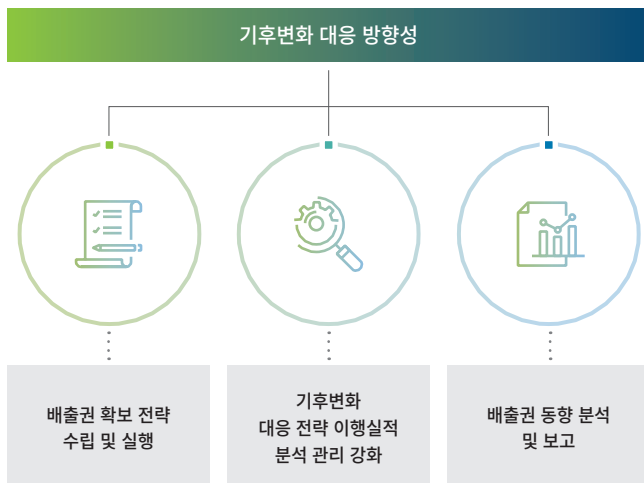 기후변화 대응 방향성
배출권 확보 전략
수립 및 실행
기후변화
대응 전략 이행실적
분석 관리 강화
배출권 동향 분석
및 보고